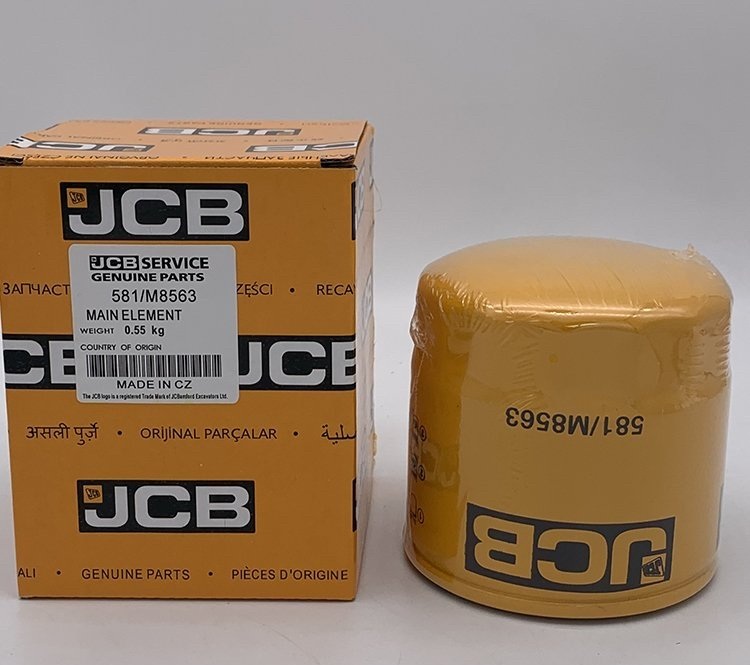 JCB
ORIGINAL
JCB
JCB SERVICE
GENUINE PARTS
581/M8563
MAIN ELEMENT
WEIGHT 0.55 kg
COUNTRY OF ORIGIN
MADE IN CZ
The JCB logo is a registered Trade Mark of JCBamford Excavators Ltd.
ЗАПЧАСТ
ZĘŚCI • RECA
JCB
असली पुर्ज़े • ORİJİNAL PARÇALAR •
JCB
ALI • GENUINE PARTS • PIÈCES D'ORIGINE
581/M8563
JCB